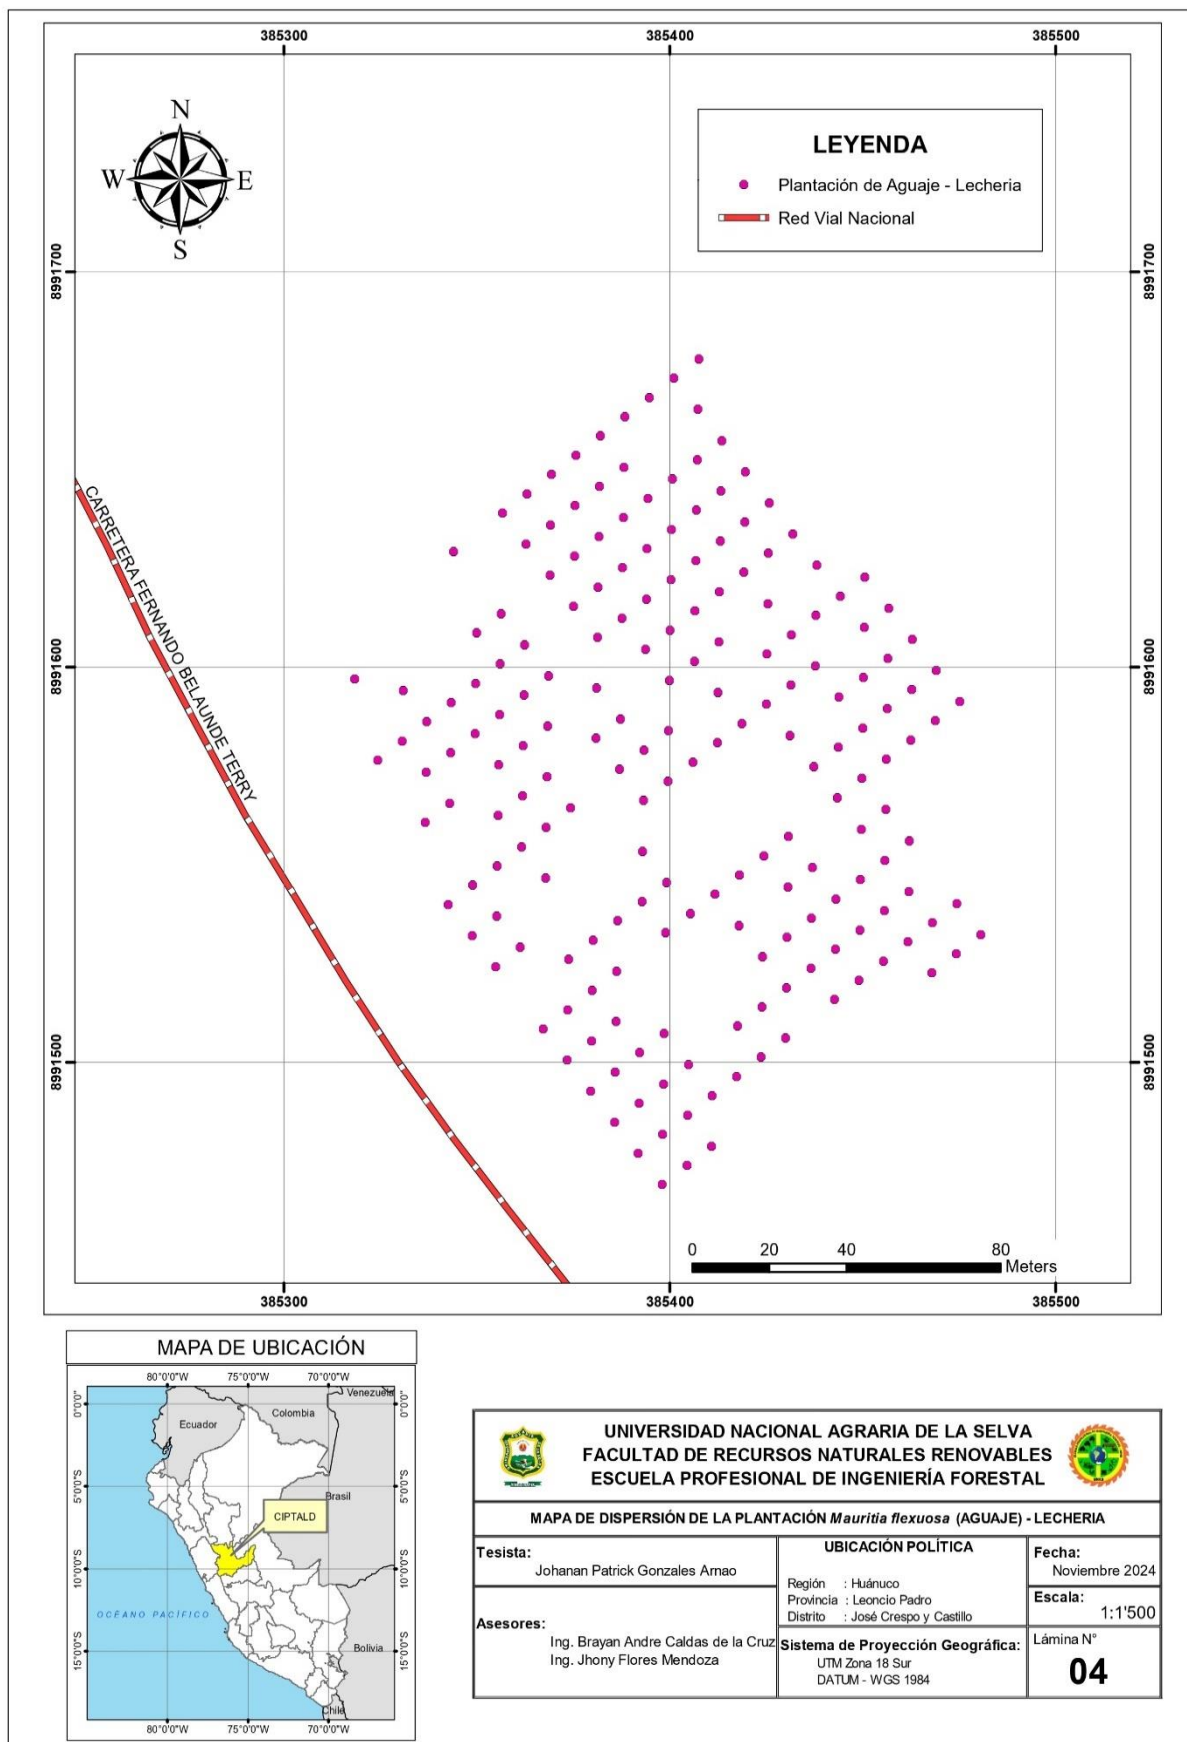 385300
385400
385500
N
W
E
S
LEYENDA
Plantación de Aguaje - Lecheria
Red Vial Nacional
8991700
8991700
CARRETERA FERNANDO BELAUNDE TERRY
8991600
8991600
8991500
8991500
0
20
40
80
Meters
385300
385400
385500
MAPA DE UBICACIÓN
80°0'0"W
75°0'0"W
70°0'0"W
Venezuela
0°0'0"
0°0'0"
Ecuador
Colombia
5°0'0"S
5°0'0"S
Brasil
CIPTALD
10°0'0"S
10°0'0"S
OCÉANO PACÍFICO
15°0'0"S
15°0'0"S
Bolivia
Chile
80°0'0"W
75°0'0"W
70°0'0"W
UNIVERSIDAD NACIONAL AGRARIA DE LA SELVA
FACULTAD DE RECURSOS NATURALES RENOVABLES
ESCUELA PROFESIONAL DE INGENIERÍA FORESTAL
MAPA DE DISPERSIÓN DE LA PLANTACIÓN Mauritia flexuosa (AGUAJE) - LECHERIA
Tesista:
Johanan Patrick Gonzales Arnao
Asesores:
Ing. Brayan Andre Caldas de la Cruz
Ing. Jhony Flores Mendoza
UBICACIÓN POLÍTICA
Región : Huánuco
Provincia : Leoncio Padro
Distrito : José Crespo y Castillo
Sistema de Proyección Geográfica:
UTM Zona 18 Sur
DATUM - WGS 1984
Fecha:
Noviembre 2024
Escala:
1:1'500
Lámina N°
04